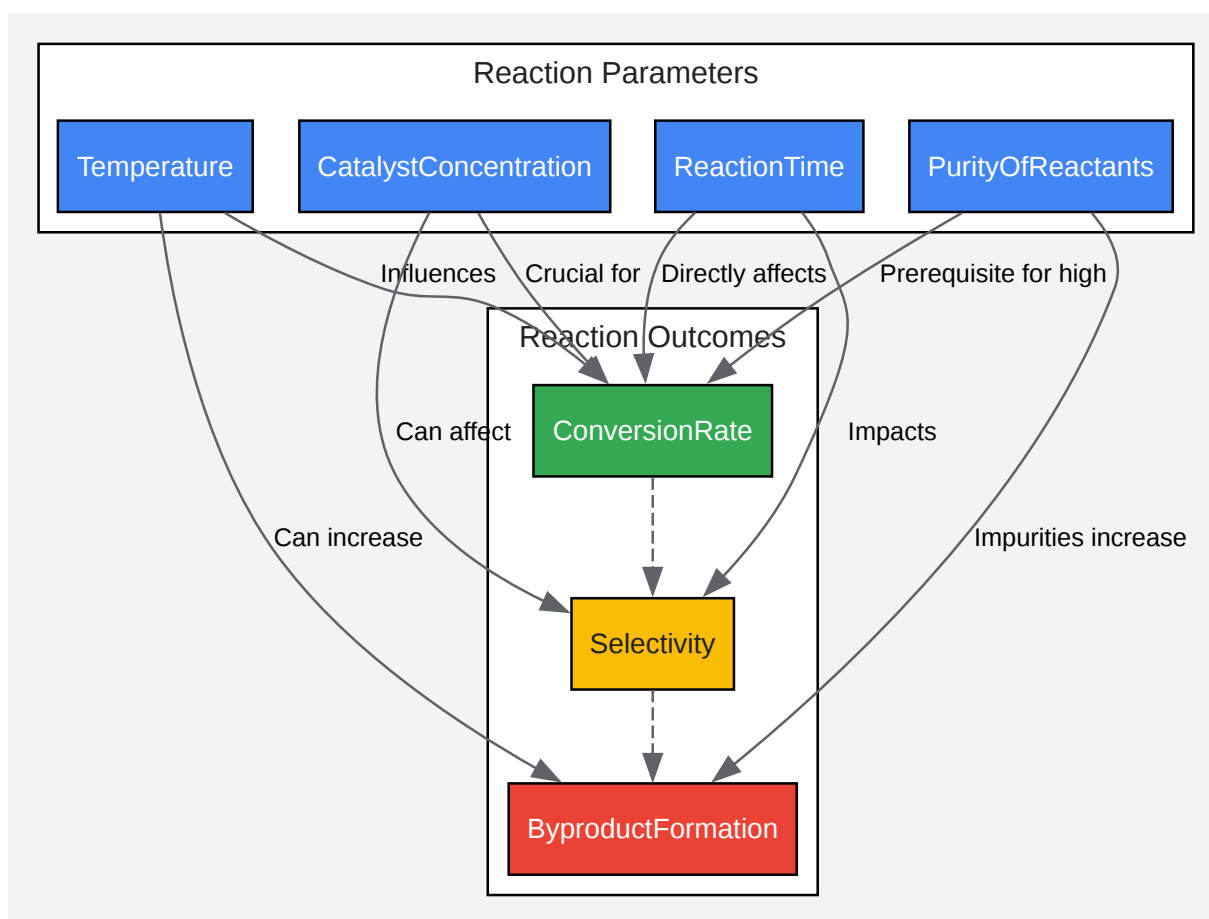 Reaction Parameters
Temperature
CatalystConcentration
ReactionTime
PurityOfReactants
Influences
Crucial for
Directly affects
Prerequisite for high
Reaction Outcomes
Can affect
ConversionRate
Impacts
Can increase
Impurities increase
Selectivity
ByproductFormation